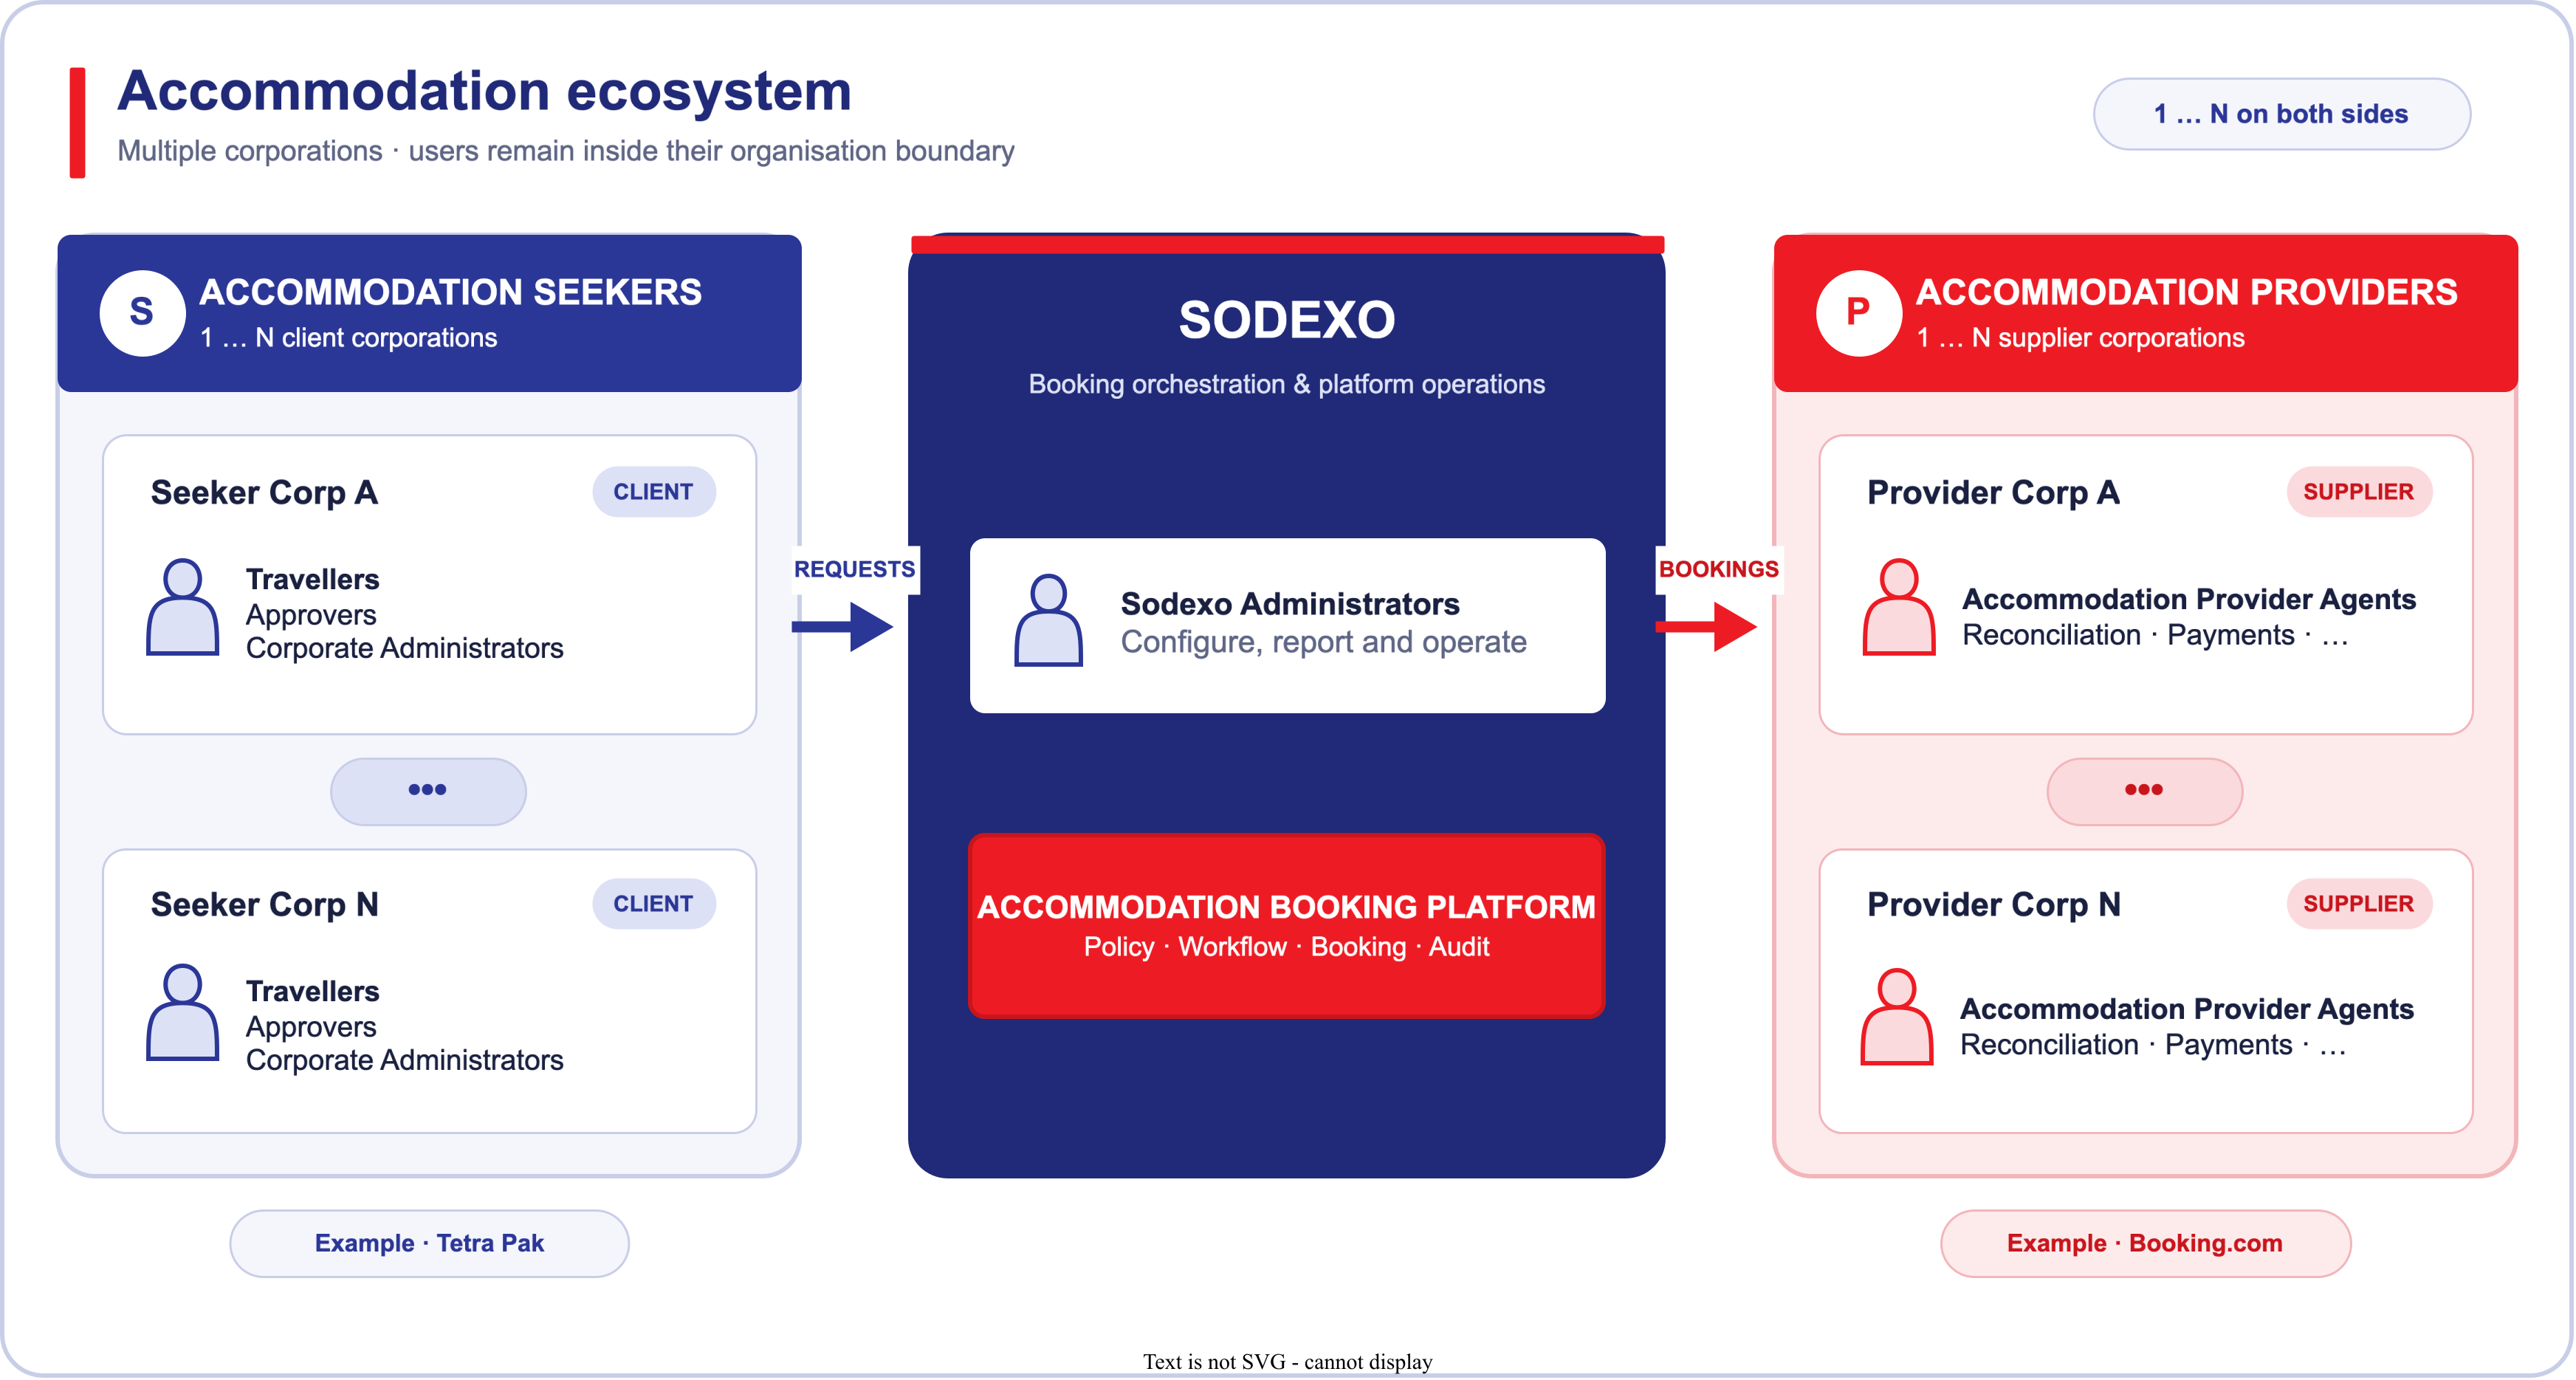 Accommodation ecosystem
Multiple corporations · users remain inside their organisation boundary
1 … N on both sides
S
ACCOMMODATION SEEKERS
1 … N client corporations
Seeker Corp A
CLIENT
Travellers
Approvers
Corporate Administrators
•••
Seeker Corp N
CLIENT
Travellers
Approvers
Corporate Administrators
Example · Tetra Pak
REQUESTS
SODEXO
Booking orchestration & platform operations
Sodexo Administrators
Configure, report and operate
ACCOMMODATION BOOKING PLATFORM
Policy · Workflow · Booking · Audit
BOOKINGS
P
ACCOMMODATION PROVIDERS
1 … N supplier corporations
Provider Corp A
SUPPLIER
Accommodation Provider Agents
Reconciliation · Payments · …
•••
Provider Corp N
SUPPLIER
Accommodation Provider Agents
Reconciliation · Payments · …
Example · Booking.com
Text is not SVG - cannot display